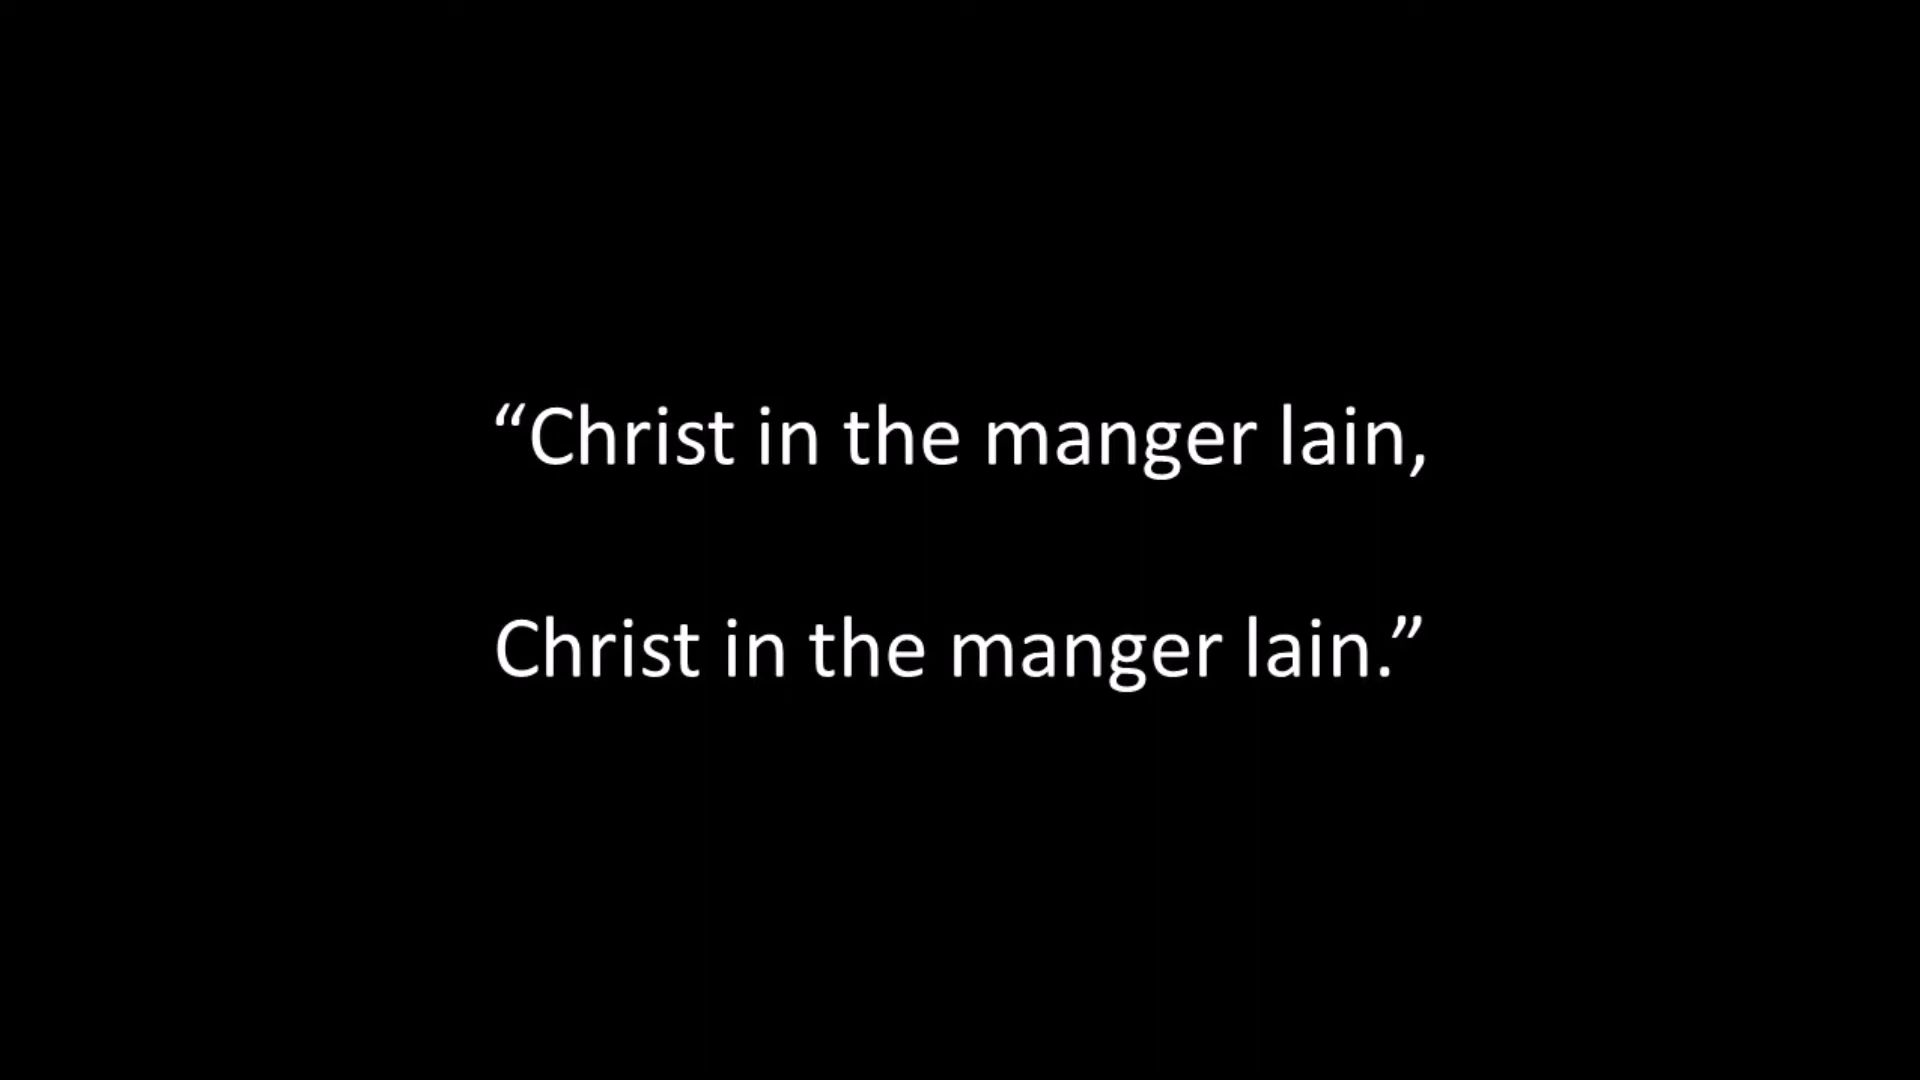 “Christ in the manger lain,
Christ in the manger lain.”